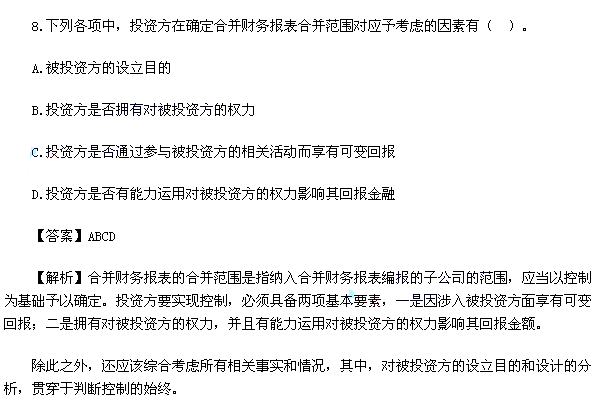 8.下列各项中，投资方在确定合并财务报表合并范围对应予考虑的因素有（ ）。
A.被投资方的设立目的
B.投资方是否拥有对被投资方的权力
C.投资方是否通过参与被投资方的相关活动而享有可变回报
D.投资方是否有能力运用对被投资方的权力影响其回报金融
【答案】ABCD
【解析】合并财务报表的合并范围是指纳入合并财务报表编报的子公司的范围，应当以控制
为基础予以确定。投资方要实现控制，必须具备两项基本要素，一是因涉入被投资方面享有可变
回报；二是拥有对被投资方的权力，并且有能力运用对被投资方的权力影响其回报金额。
除此之外，还应该综合考虑所有相关事实和情况，其中，对被投资方的设立目的和设计的分
析，贯穿于判断控制的始终。